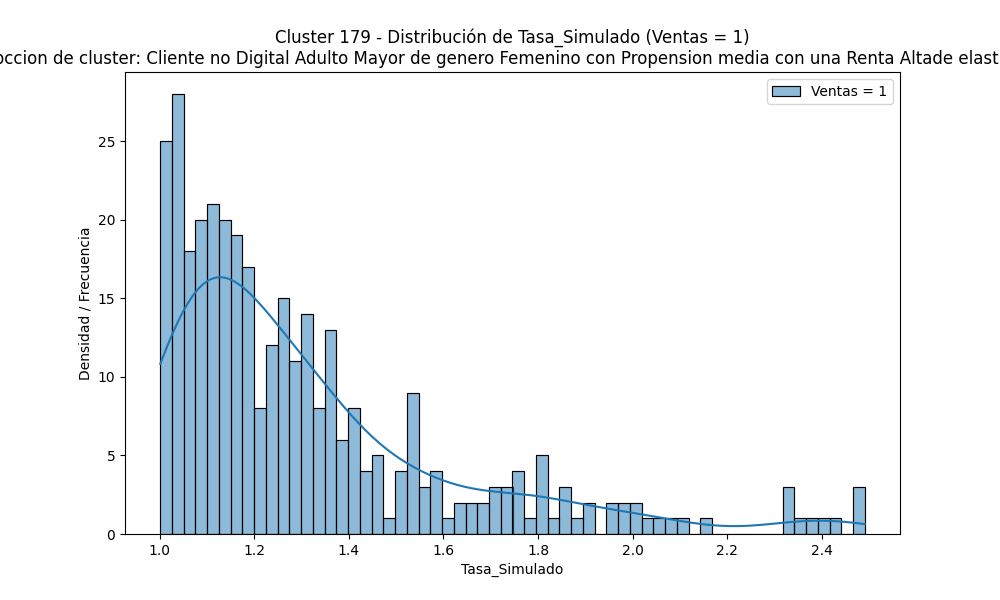 Cluster 179 - Distribución de Tasa_Simulado (Ventas = 1)
occion de cluster: Cliente no Digital Adulto Mayor de genero Femenino con Propension media con una Renta Altade elast
Ventas = 1
Densidad / Frecuencia
25
20
15
10
5
0
1.0 1.2 1.4 1.6 1.8 2.0 2.2 2.4
Tasa_Simulado